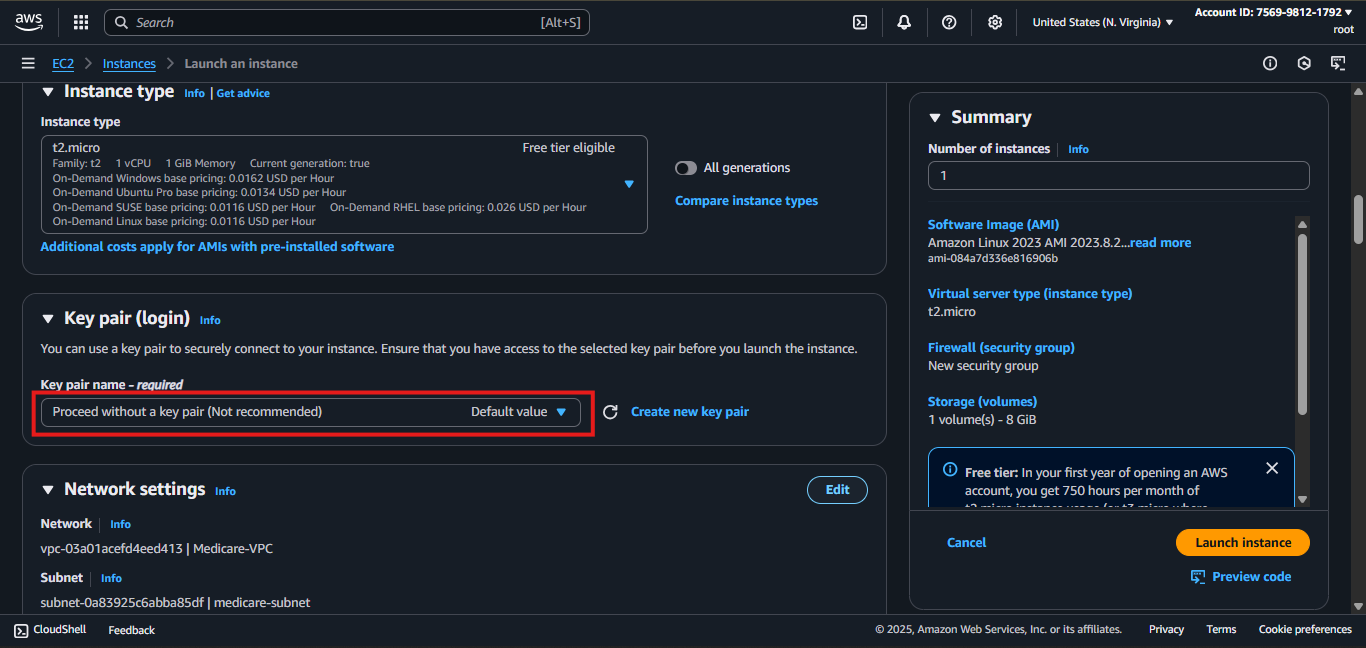 aws
Search [Alt+S]
United States (N. Virginia)
Account ID: 7569-9812-1792
root
EC2 > Instances > Launch an instance
Instance type Info | Get advice
Instance type
t2.micro Free tier eligible
Family: t2 1 vCPU 1 GiB Memory Current generation: true
On-Demand Windows base pricing: 0.0162 USD per Hour
On-Demand Ubuntu Pro base pricing: 0.0134 USD per Hour
On-Demand SUSE base pricing: 0.0116 USD per Hour On-Demand RHEL base pricing: 0.026 USD per Hour
On-Demand Linux base pricing: 0.0116 USD per Hour
All generations
Compare instance types
Additional costs apply for AMIs with pre-installed software
Key pair (login) Info
You can use a key pair to securely connect to your instance. Ensure that you have access to the selected key pair before you launch the instance.
Key pair name - required
Proceed without a key pair (Not recommended) Default value
Create new key pair
Network settings Info
Edit
Network Info
vpc-03a01acefd4eed413 | Medicare-VPC
Subnet Info
subnet-0a83925c6abba85df | medicare-subnet
Summary
Number of instances Info
1
Software Image (AMI)
Amazon Linux 2023 AMI 2023.8.2...read more
ami-084a7d336e816906b
Virtual server type (instance type)
t2.micro
Firewall (security group)
New security group
Storage (volumes)
1 volume(s) - 8 GiB
Free tier: In your first year of opening an AWS
account, you get 750 hours per month of
t2.micro instance usage (or t3.micro where
Cancel
Launch instance
Preview code
CloudShell Feedback
© 2025, Amazon Web Services, Inc. or its affiliates. Privacy Terms Cookie preferences